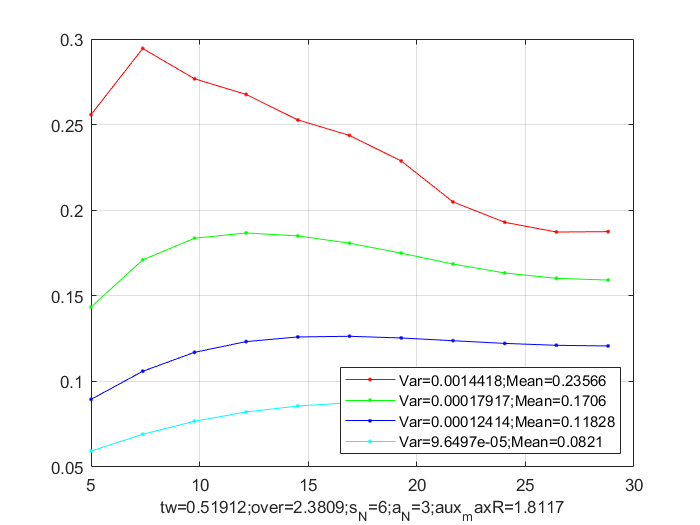 0.3
0.25
0.2
0.15
0.1
0.05
5 10 15 20 25 30
Var=0.0014418;Mean=0.23566
Var=0.00017917;Mean=0.1706
Var=0.00012414;Mean=0.11828
Var=9.6497e-05;Mean=0.0821
tw=0.51912;over=2.3809;s_N=6;a_N=3;aux_maxR=1.8117